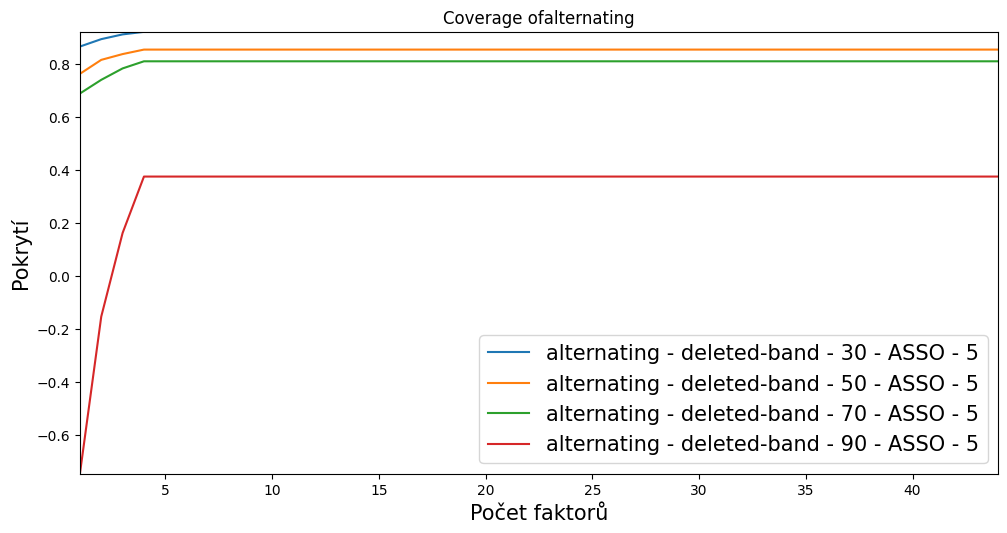 Coverage ofalternating
0.8
0.6
0.4
0.2
0.0
−0.2
−0.4
−0.6
Pokrytí
alternating - deleted-band - 30 - ASSO - 5
alternating - deleted-band - 50 - ASSO - 5
alternating - deleted-band - 70 - ASSO - 5
alternating - deleted-band - 90 - ASSO - 5
5 10 15 20 25 30 35 40
Počet faktorů